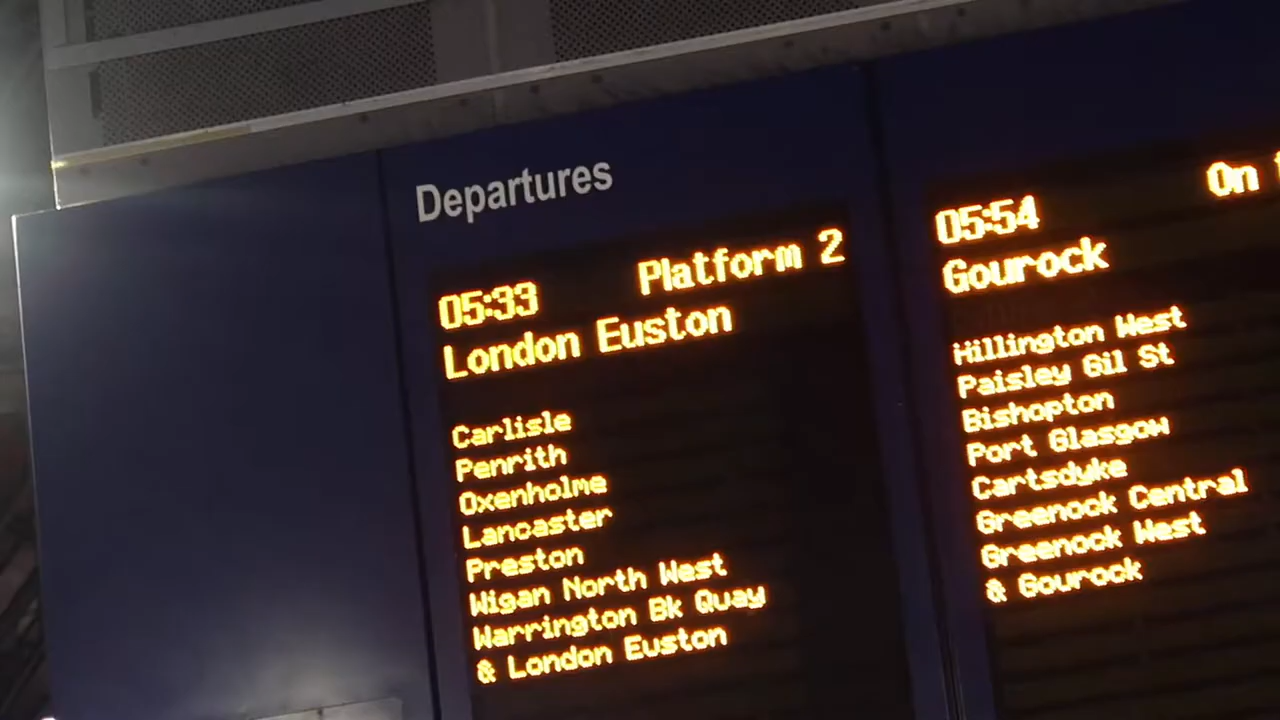 Departures
05:33 Platform 2
London Euston
Carlisle
Penrith
Oxenholme
Lancaster
Preston
Wigan North West
Warrington Bk Quay
& London Euston
05:54 On
Gourock
Hillington West
Paisley Gil St
Bishopton
Port Glasgow
Cartsdyke
Greenock Central
Greenock West
& Gourock